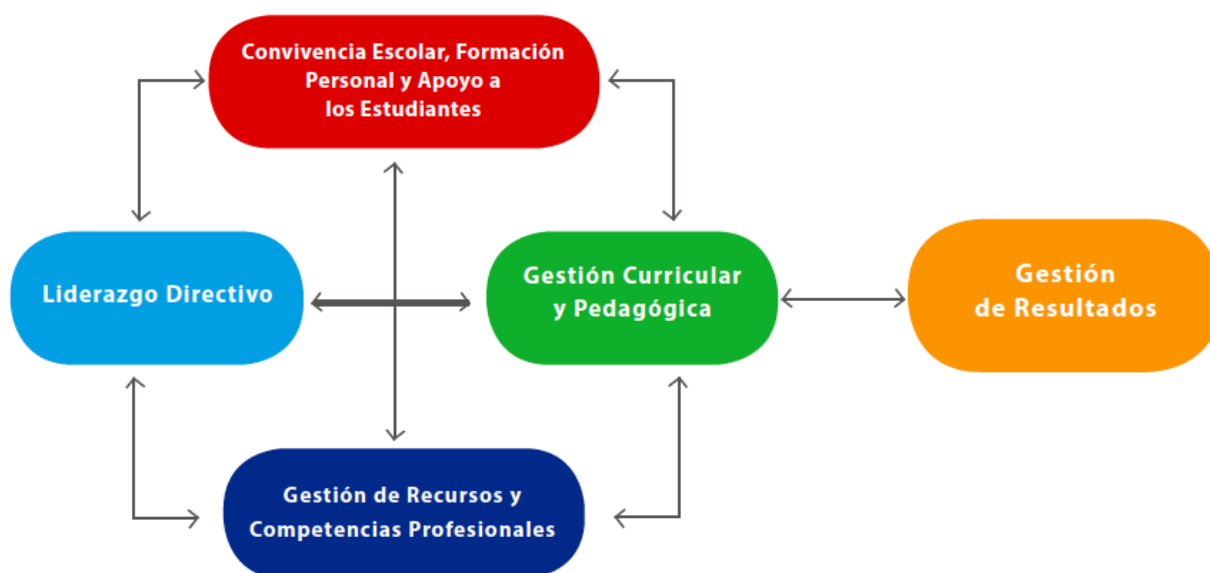 Convivencia Escolar, Formación
Personal y Apoyo a
los Estudiantes
Liderazgo Directivo
Gestión Curricular
y Pedagógica
Gestión
de Resultados
Gestión de Recursos y
Competencias Profesionales